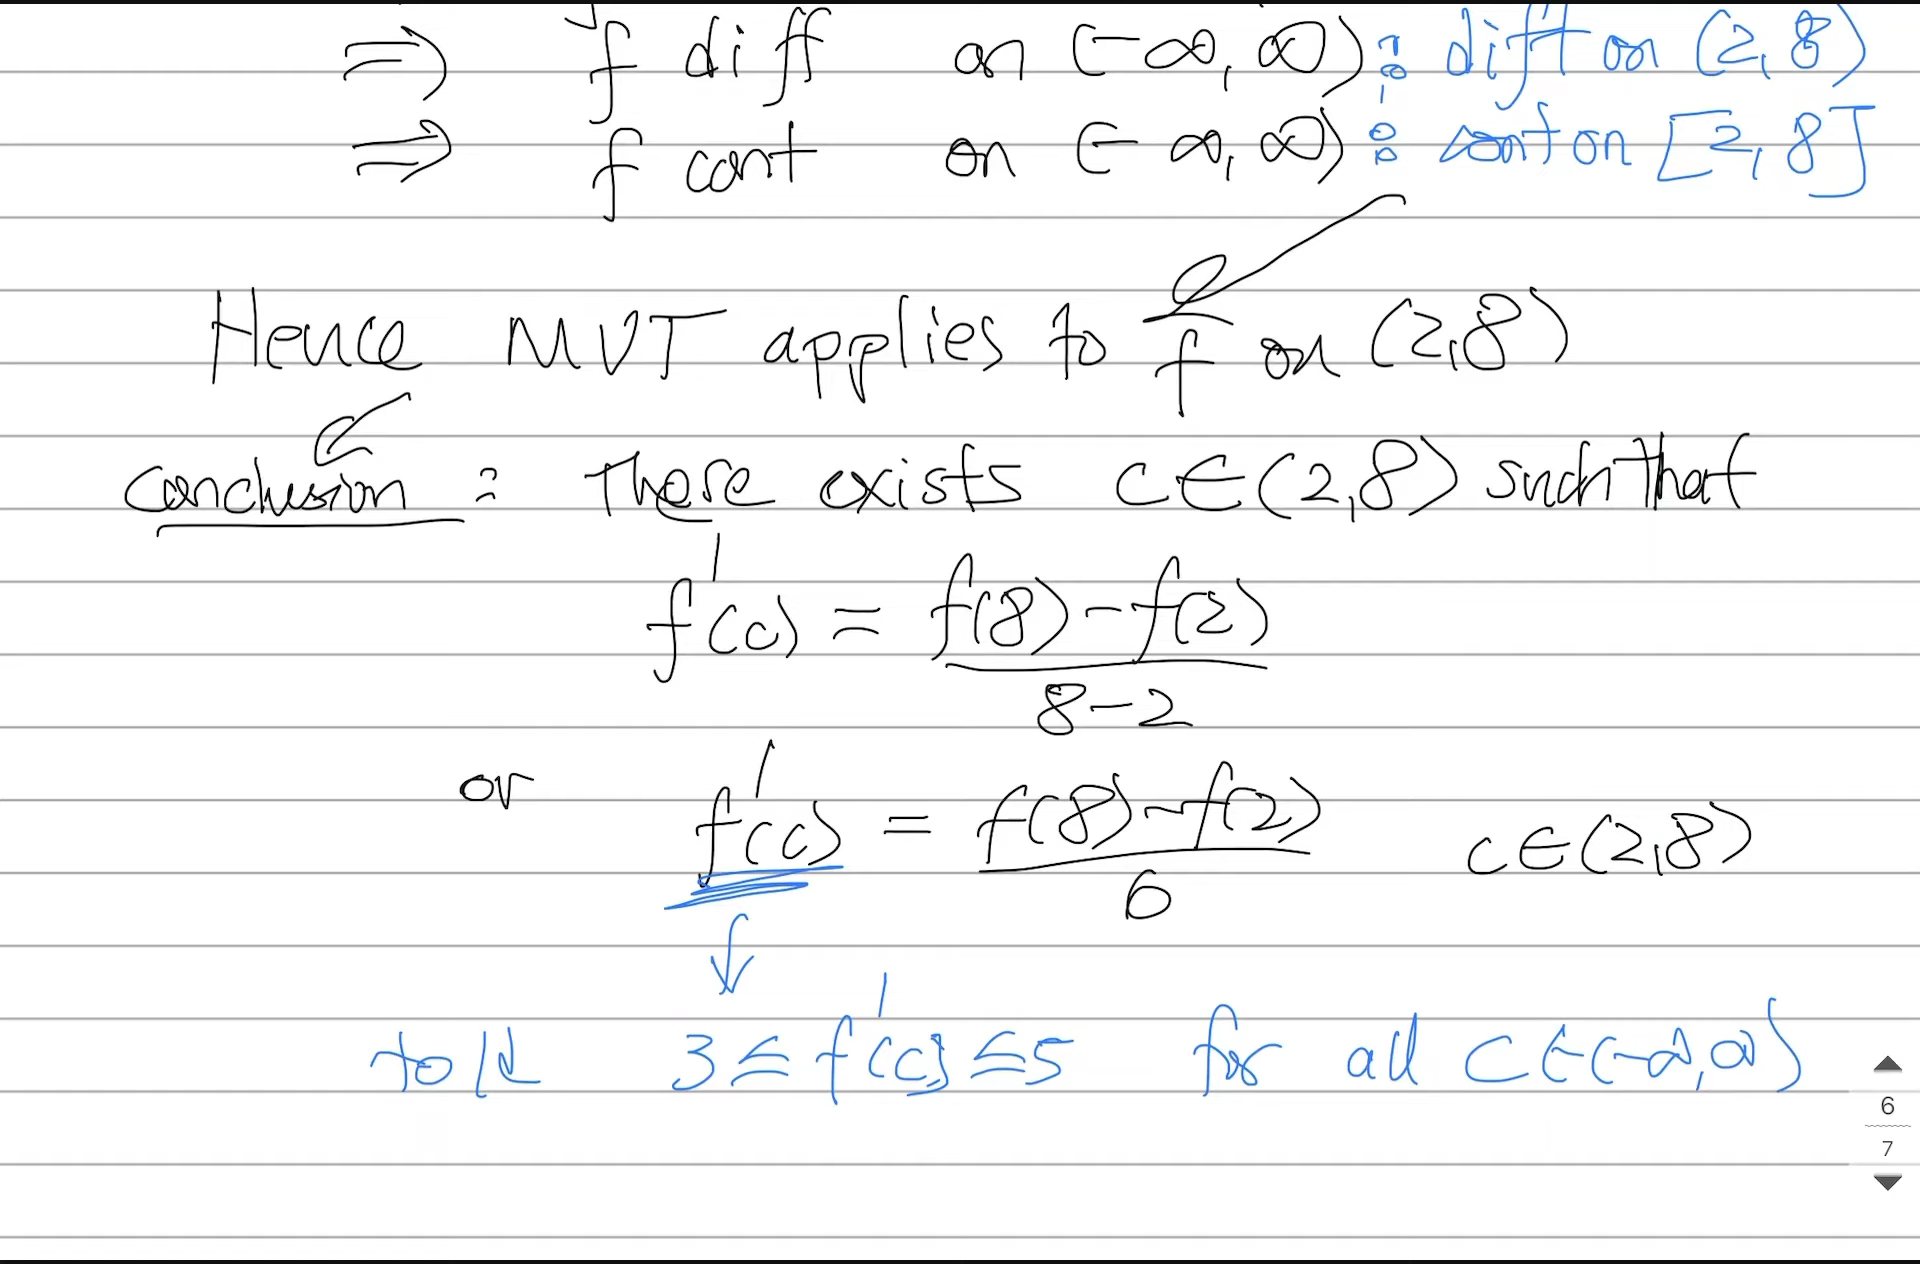 ⇒ f diff on (-∞, ∞) : diff on (2, 8)
⇒ f cont on (-∞, ∞) : cont on [2, 8]
Hence MVT applies to f on (2,8)
Conclusion : There exists c∈(2,8) such that
f'(c) = f(8)-f(2)
8-2
or f'(c) = f(8)-f(2) c∈(2,8)
6
told 3 ≤ f'(c) ≤ 5 for all c∈(-∞,∞)
6
7